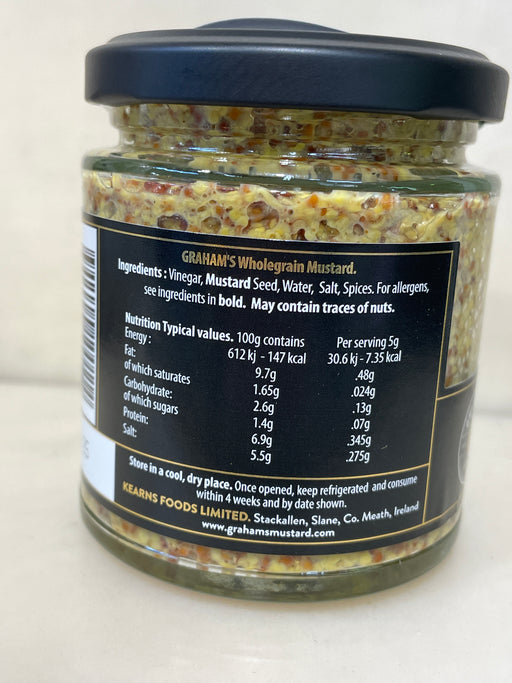 GRAHAM'S Wholegrain Mustard.
Ingredients : Vinegar, Mustard Seed, Water, Salt, Spices. For allergens,
see ingredients in bold. May contain traces of nuts.
Nutrition Typical values. 100g contains Per serving 5g
Energy : 612 kj - 147 kcal 30.6 kj - 7.35 kcal
Fat: 9.7g .48g
of which saturates 1.65g .024g
Carbohydrate: 2.6g .13g
of which sugars 1.4g .07g
Protein: 6.9g .345g
Salt: 5.5g .275g
Store in a cool, dry place. Once opened, keep refrigerated and consume
within 4 weeks and by date shown.
KEARNS FOODS LIMITED. Stackallen, Slane, Co. Meath, Ireland
www.grahamsmustard.com